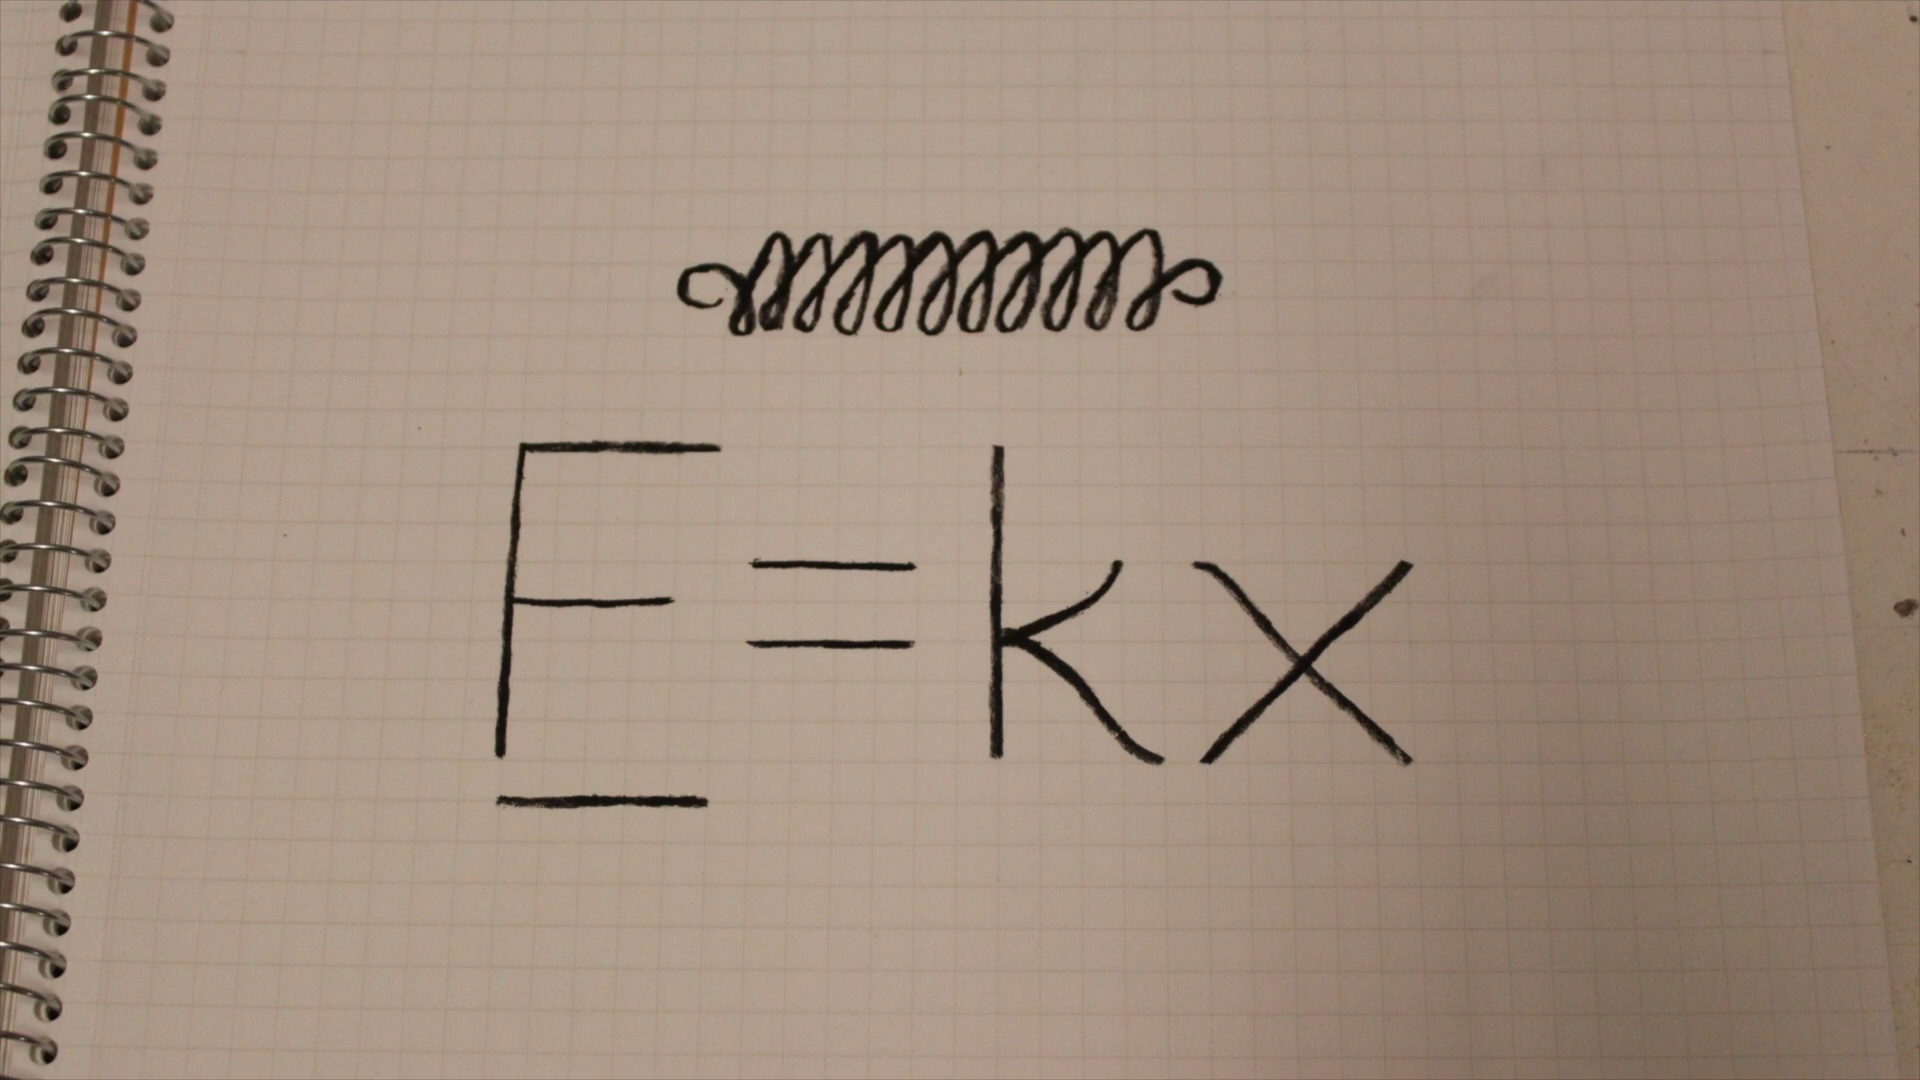 F = kx